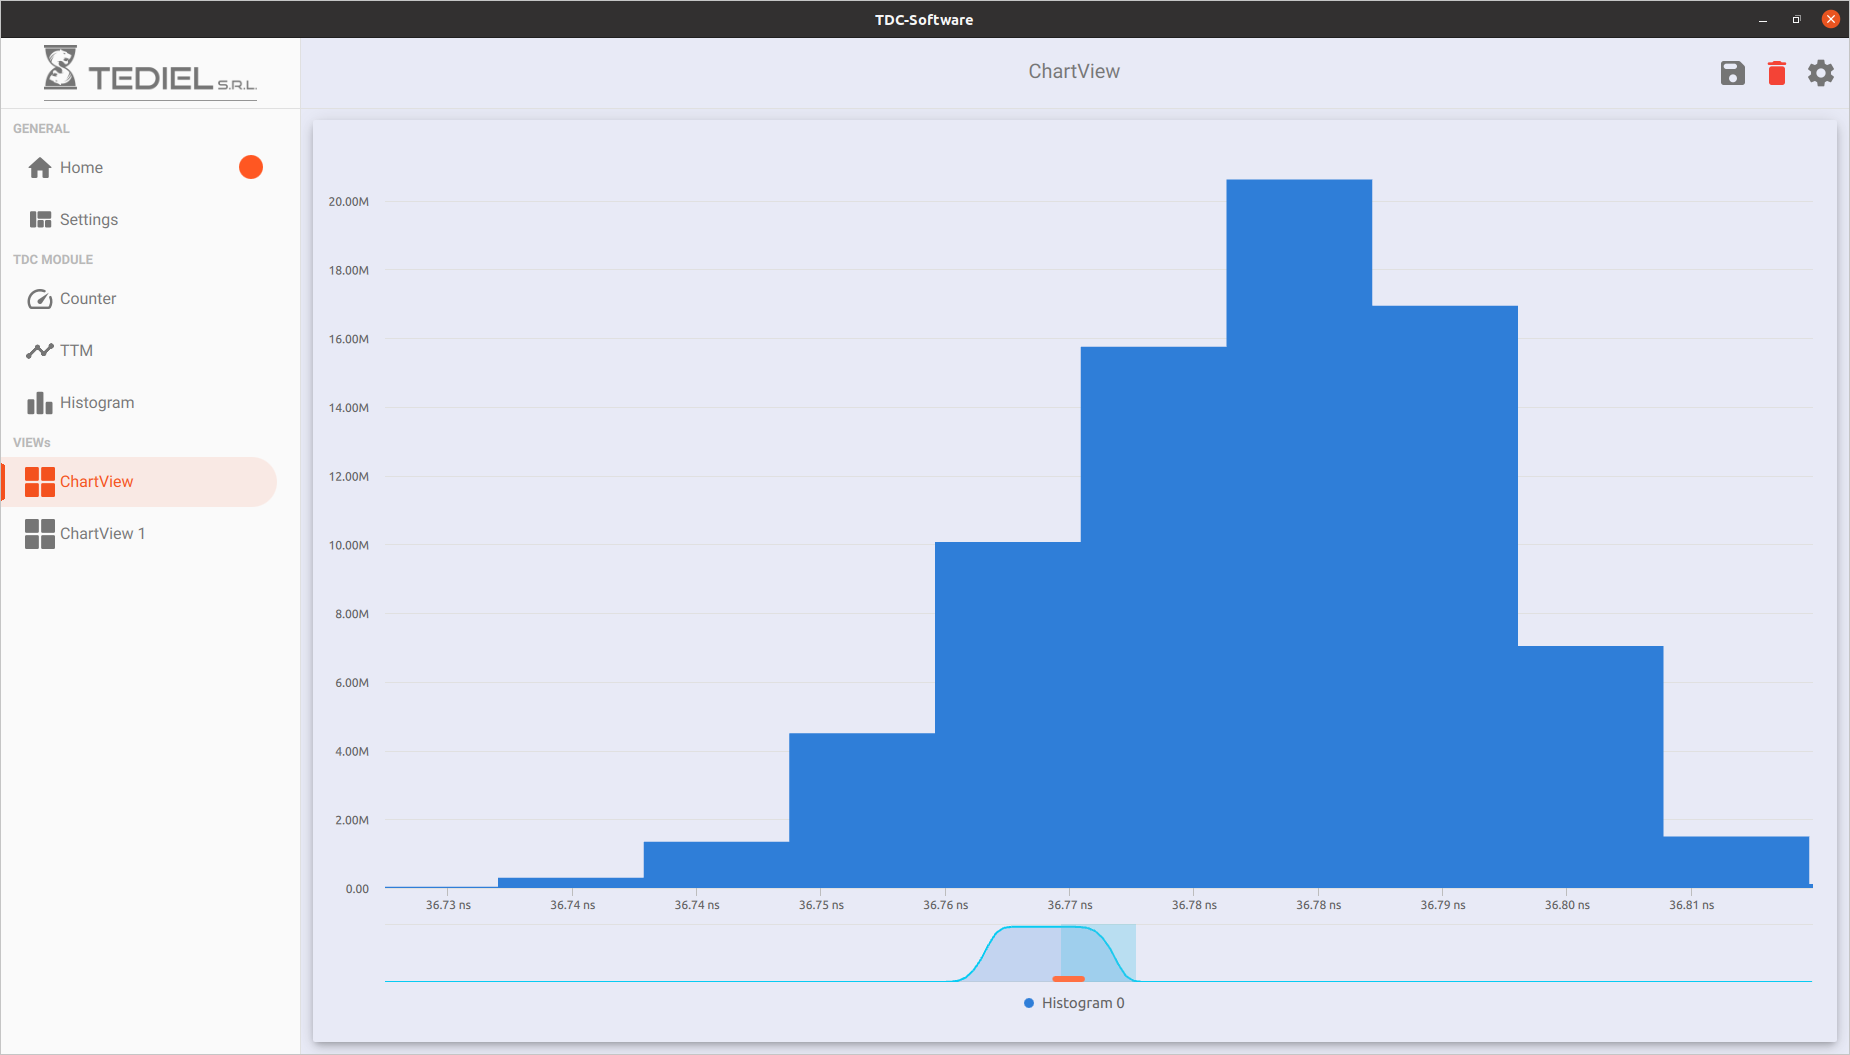 TDC-Software
TEDIEL S.R.L.
ChartView
GENERAL
Home
Settings
TDC MODULE
Counter
TTM
Histogram
VIEWs
ChartView
ChartView 1
20.00M
18.00M
16.00M
14.00M
12.00M
10.00M
8.00M
6.00M
4.00M
2.00M
0.00
36.73 ns 36.74 ns 36.74 ns 36.75 ns 36.76 ns 36.77 ns 36.78 ns 36.78 ns 36.79 ns 36.80 ns 36.81 ns
Histogram 0